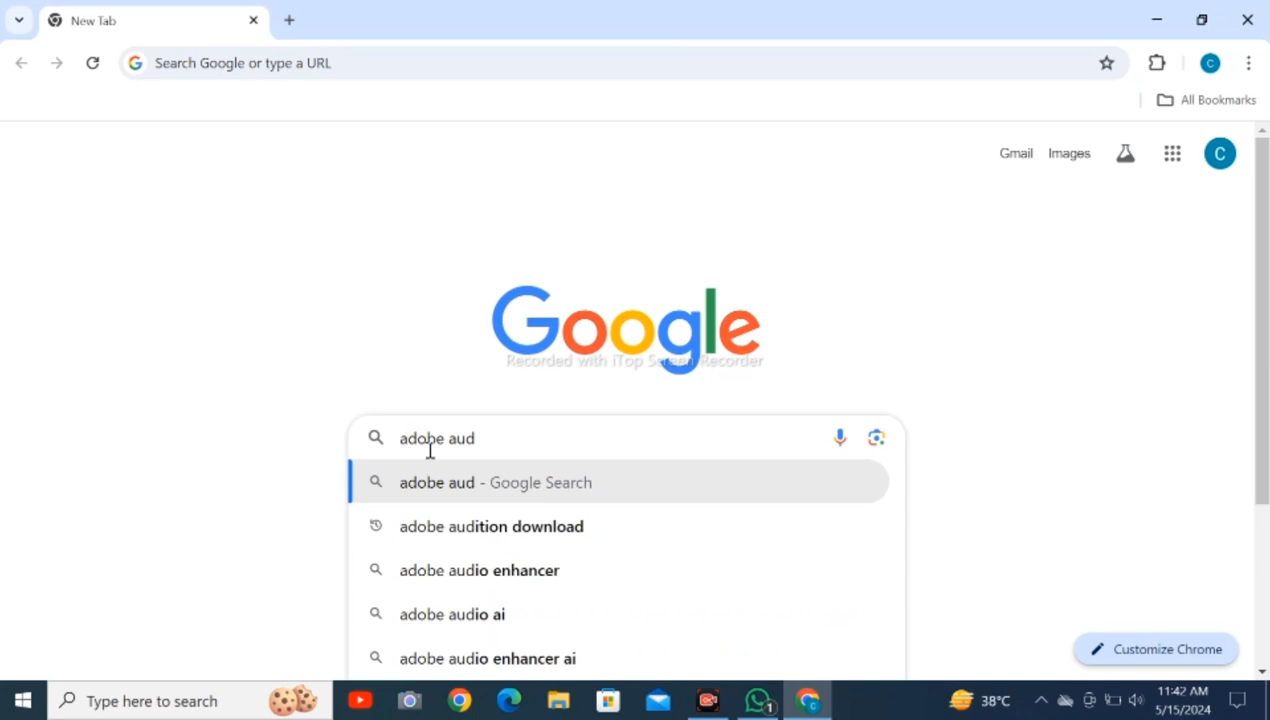 New Tab
Search Google or type a URL
All Bookmarks
Gmail
Images
C
C
Google
Recorded with iTop Screen Recorder
adobe aud
adobe aud - Google Search
adobe audition download
adobe audio enhancer
adobe audio ai
adobe audio enhancer ai
Customize Chrome
Type here to search
1
C
38°C
11:42 AM
5/15/2024